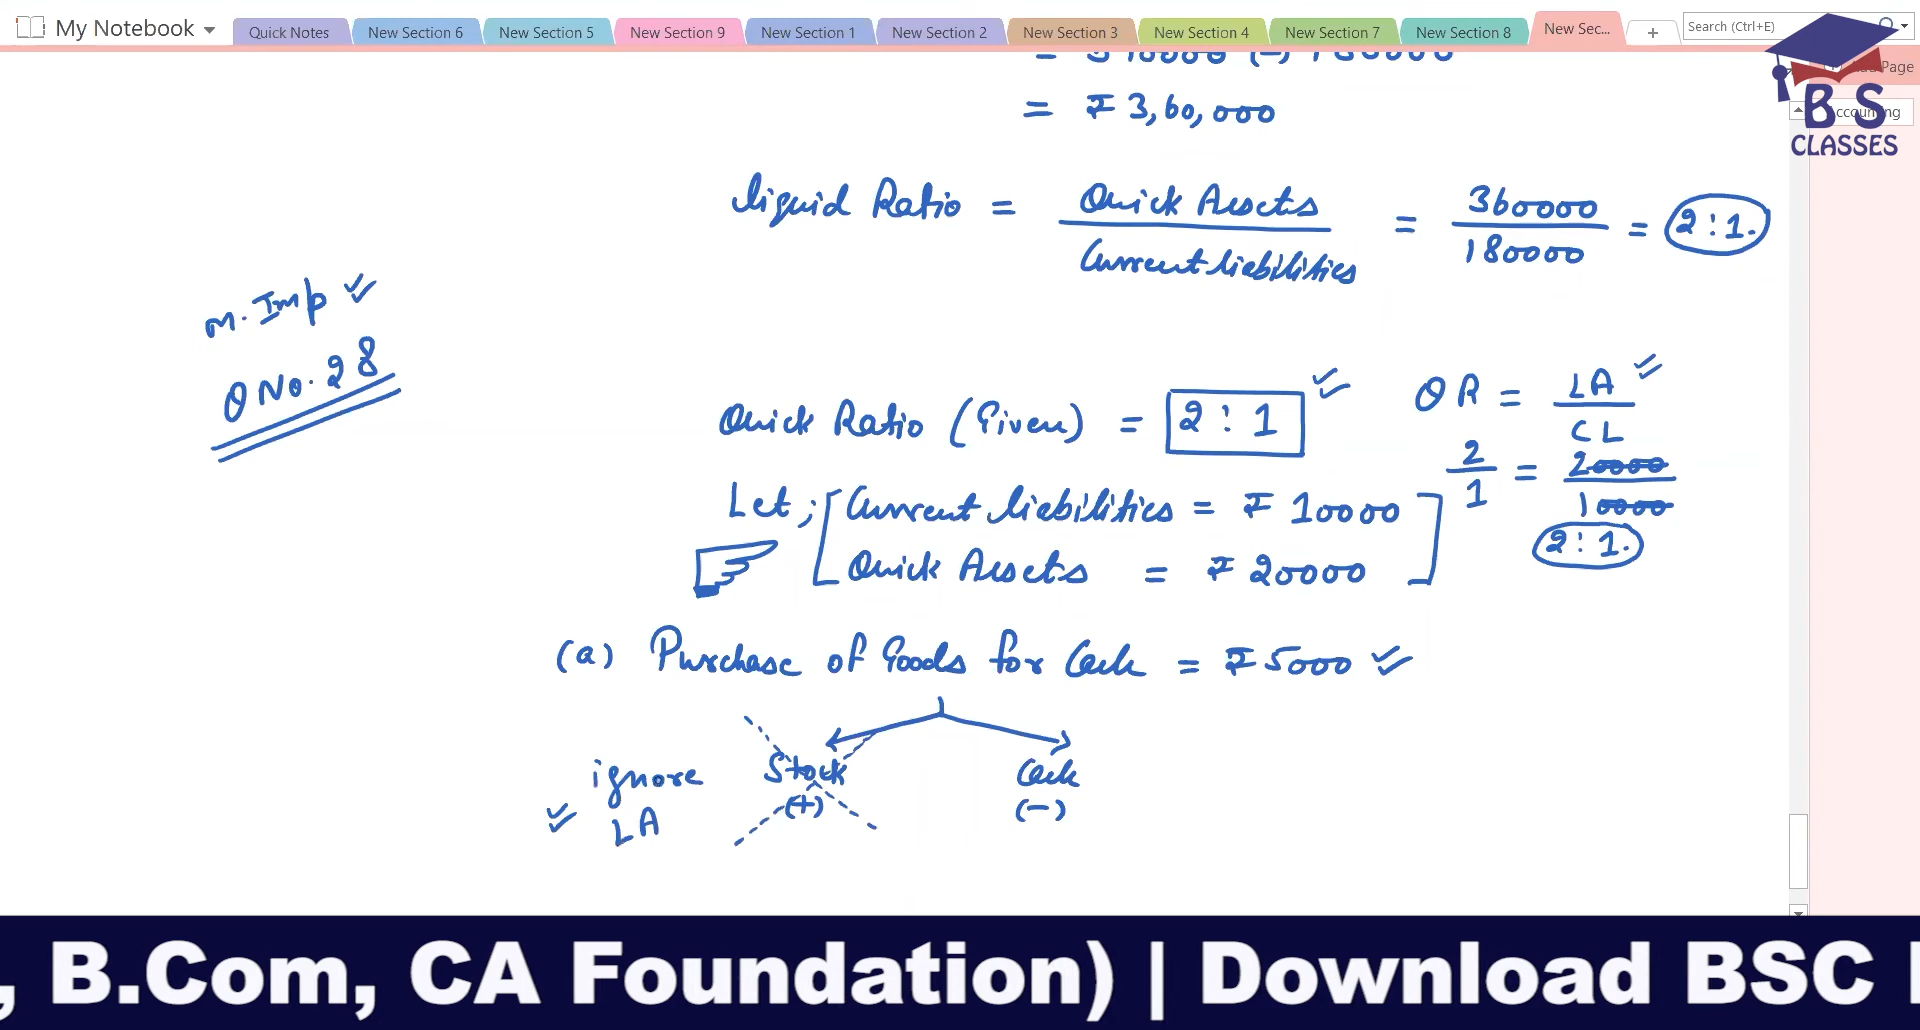 My Notebook
Quick Notes
New Section 6
New Section 5
New Section 9
New Section 1
New Section 2
New Section 3
New Section 4
New Section 7
New Section 8
New Sec...
+
Search (Ctrl+E)
Page
BS
CLASSES
= ₹ 3,60,000
Liquid Ratio = Quick Assets / Current Liabilities = 360000 / 180000 = 2:1.
M. Imp
Q No. 28
Quick Ratio (Given) = 2 : 1
QR = LA / CL
2/1 = 20000 / 10000
2:1.
Let; Current Liabilities = ₹ 10000
Quick Assets = ₹ 20000
(a) Purchase of Goods for Cash = ₹ 5000
ignore
LA
Stock
(+)
Cash
(-)
, B.Com, CA Foundation) | Download BSC